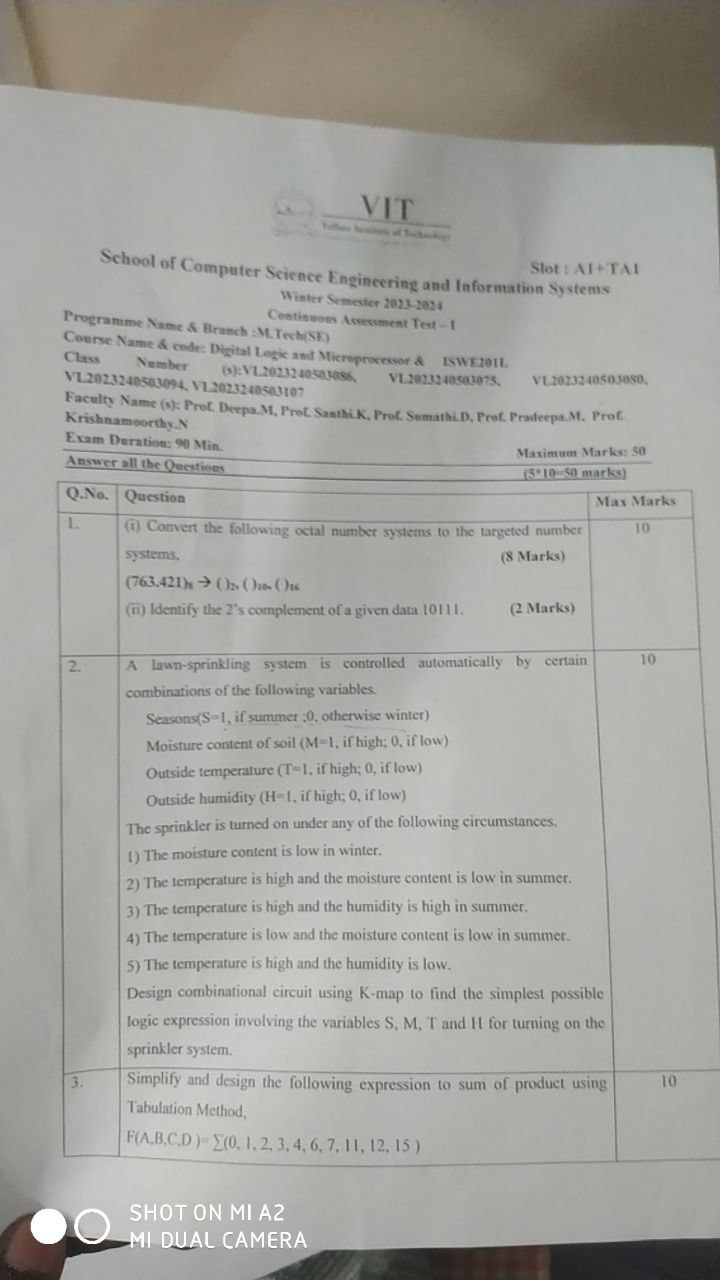 VIT
Vellore Institute of Technology
Slot : A1+TA1
School of Computer Science Engineering and Information Systems
Winter Semester 2023-2024
Continuous Assessment Test – I
Programme Name & Branch :M.Tech(SE)
Course Name & code: Digital Logic and Microprocessor & ISWE201L
Class Number (s):VL2023240503086, VL2023240503075, VL2023240503080,
VL2023240503094, VL2023240503107
Faculty Name (s): Prof. Deepa.M, Prof. Santhi.K, Prof. Sumathi.D, Prof. Pradeepa.M, Prof.
Krishnamoorthy.N
Exam Duration: 90 Min.
Maximum Marks: 50
Answer all the Questions
(5*10=50 marks)
Q.No. Question Max Marks
1. (i) Convert the following octal number systems to the targeted number 10
systems, (8 Marks)
(763.421)₈ → ( )₂, ( )₁₀, ( )₁₆
(ii) Identify the 2's complement of a given data 10111. (2 Marks)
2. A lawn-sprinkling system is controlled automatically by certain 10
combinations of the following variables.
Seasons(S=1, if summer ;0, otherwise winter)
Moisture content of soil (M=1, if high; 0, if low)
Outside temperature (T=1, if high; 0, if low)
Outside humidity (H=1, if high; 0, if low)
The sprinkler is turned on under any of the following circumstances.
1) The moisture content is low in winter.
2) The temperature is high and the moisture content is low in summer.
3) The temperature is high and the humidity is high in summer.
4) The temperature is low and the moisture content is low in summer.
5) The temperature is high and the humidity is low.
Design combinational circuit using K-map to find the simplest possible
logic expression involving the variables S, M, T and H for turning on the
sprinkler system.
3. Simplify and design the following expression to sum of product using 10
Tabulation Method,
F(A,B,C,D )= ∑(0, 1, 2, 3, 4, 6, 7, 11, 12, 15 )
SHOT ON MI A2
MI DUAL CAMERA